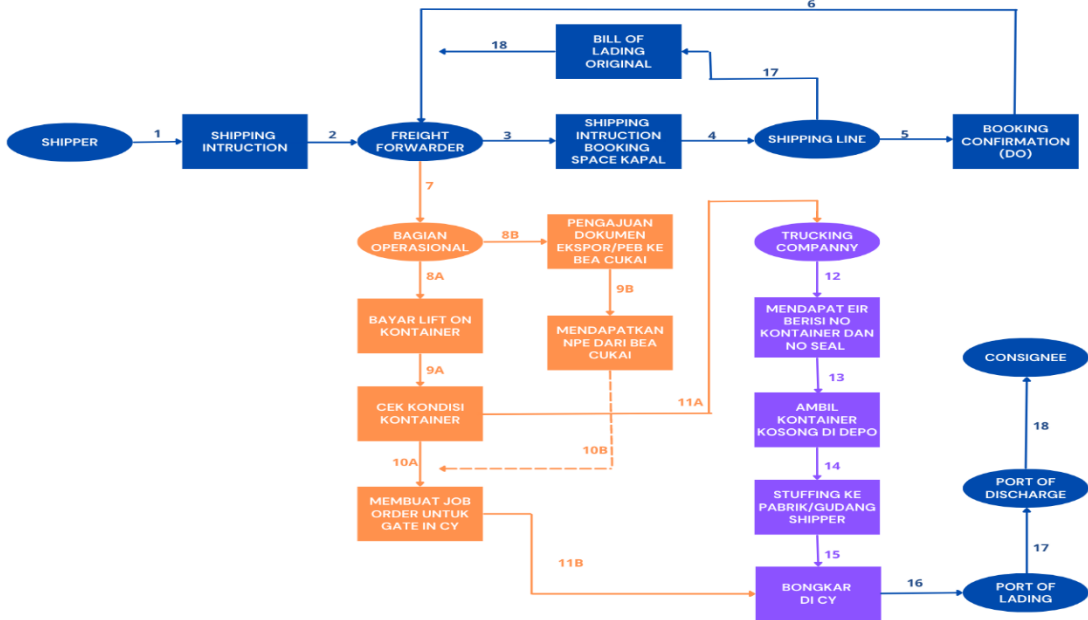 6
18
BILL OF
LADING
ORIGINAL
17
SHIPPER
1
SHIPPING
INTRUCTION
2
FREIGHT
FORWARDER
3
SHIPPING
INTRUCTION
BOOKING
SPACE KAPAL
4
SHIPPING LINE
5
BOOKING
CONFIRMATION
(DO)
7
BAGIAN
OPERASIONAL
8B
PENGAJUAN
DOKUMEN
EKSPOR/PEB KE
BEA CUKAI
TRUCKING
COMPANNY
8A
9B
12
BAYAR LIFT ON
KONTAINER
MENDAPATKAN
NPE DARI BEA
CUKAI
MENDAPAT EIR
BERISI NO
KONTAINER DAN
NO SEAL
CONSIGNEE
9A
13
CEK KONDISI
KONTAINER
11A
AMBIL
KONTAINER
KOSONG DI DEPO
18
10A
10B
14
MEMBUAT JOB
ORDER UNTUK
GATE IN CY
STUFFING KE
PABRIK/GUDANG
SHIPPER
PORT OF
DISCHARGE
11B
15
17
BONGKAR
DI CY
16
PORT OF
LADING